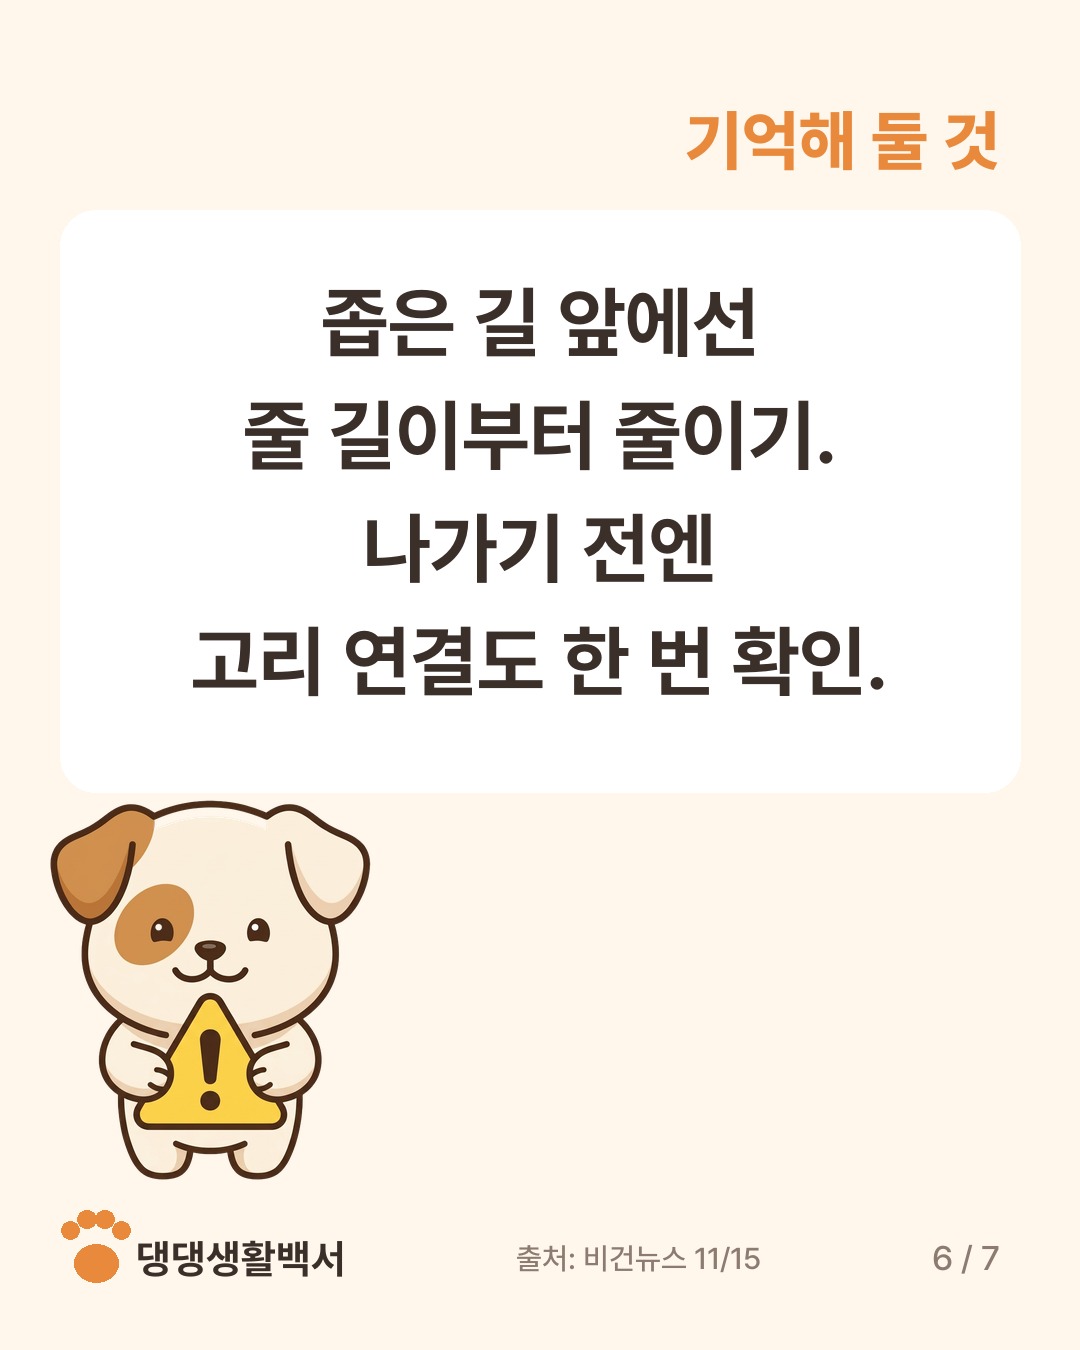 기억해 둘 것
좁은 길 앞에선
줄 길이부터 줄이기.
나가기 전엔
고리 연결도 한 번 확인.
댕댕생활백서
출처: 비건뉴스 11/15
6 / 7